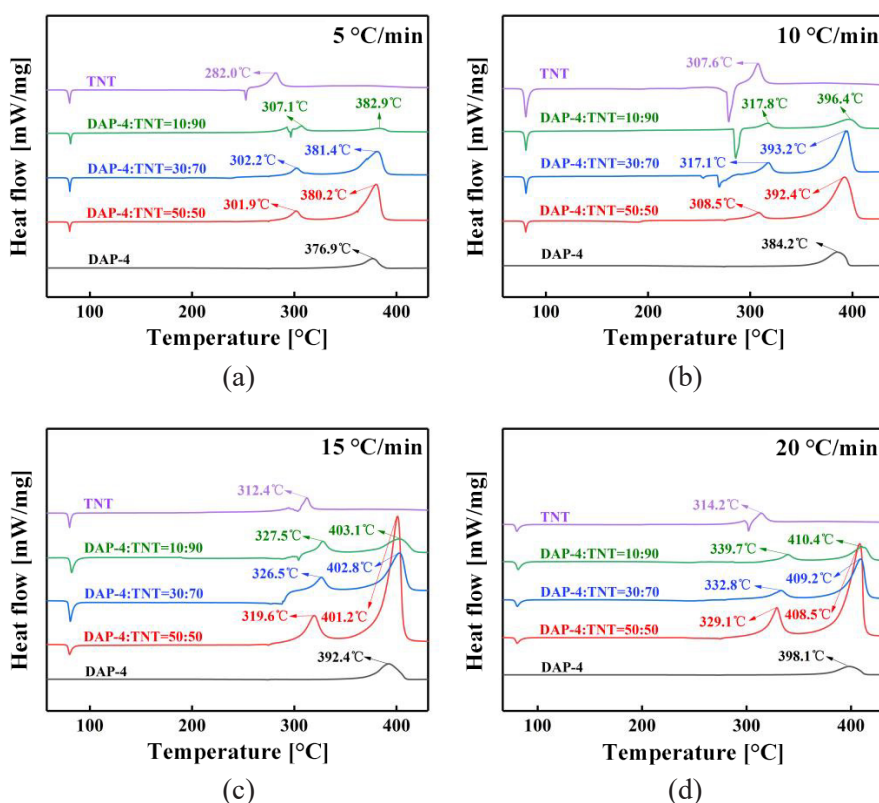 5 °C/min
Heat flow [mW/mg]
TNT
282.0℃
DAP-4:TNT=10:90
307.1℃
382.9℃
DAP-4:TNT=30:70
302.2℃
381.4℃
DAP-4:TNT=50:50
301.9℃
380.2℃
DAP-4
376.9℃
100 200 300 400
Temperature [°C]
(a)
10 °C/min
Heat flow [mW/mg]
TNT
307.6℃
DAP-4:TNT=10:90
317.8℃
396.4℃
DAP-4:TNT=30:70
317.1℃
393.2℃
DAP-4:TNT=50:50
308.5℃
392.4℃
DAP-4
384.2℃
100 200 300 400
Temperature [°C]
(b)
15 °C/min
Heat flow [mW/mg]
TNT
312.4℃
DAP-4:TNT=10:90
327.5℃
403.1℃
DAP-4:TNT=30:70
326.5℃
402.8℃
DAP-4:TNT=50:50
319.6℃
401.2℃
DAP-4
392.4℃
100 200 300 400
Temperature [°C]
(c)
20 °C/min
Heat flow [mW/mg]
TNT
314.2℃
DAP-4:TNT=10:90
339.7℃
410.4℃
DAP-4:TNT=30:70
332.8℃
409.2℃
DAP-4:TNT=50:50
329.1℃
408.5℃
DAP-4
398.1℃
100 200 300 400
Temperature [°C]
(d)